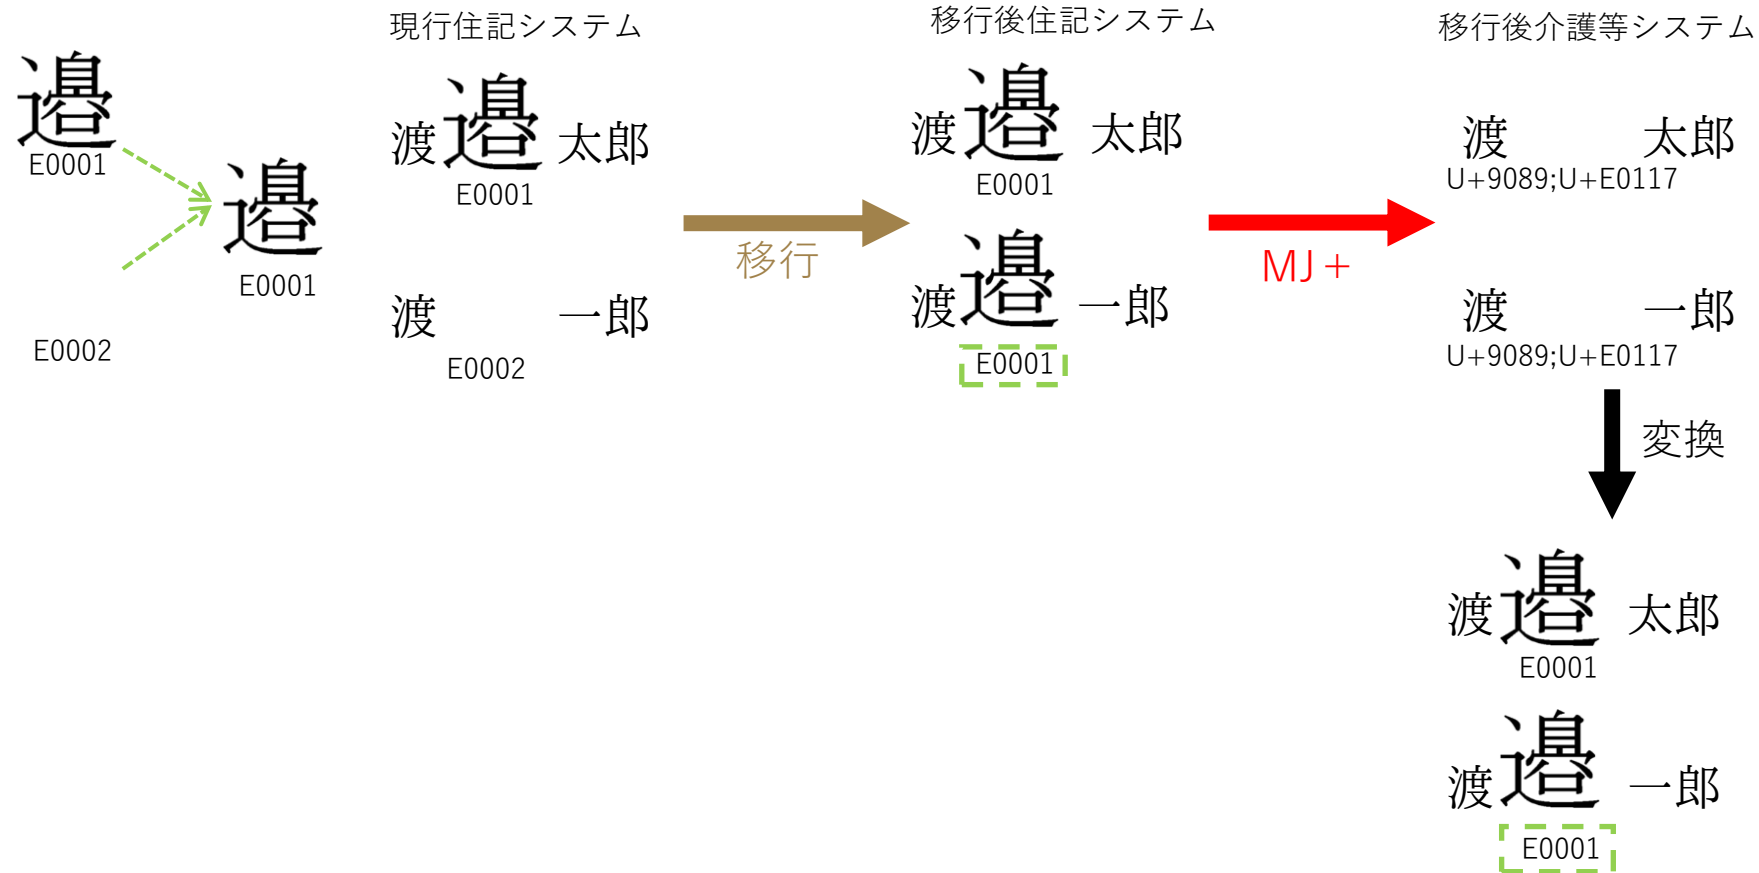 現行住記システム
移行後住記システム
移行後介護等システム
邉
E0001
E0002
邉
E0001
渡邉 太郎
E0001
渡 一郎
E0002
移行
渡邉 太郎
E0001
渡邉 一郎
E0001
MJ+
渡 太郎
U+9089;U+E0117
渡 一郎
U+9089;U+E0117
変換
渡邉 太郎
E0001
渡邉 一郎
E0001